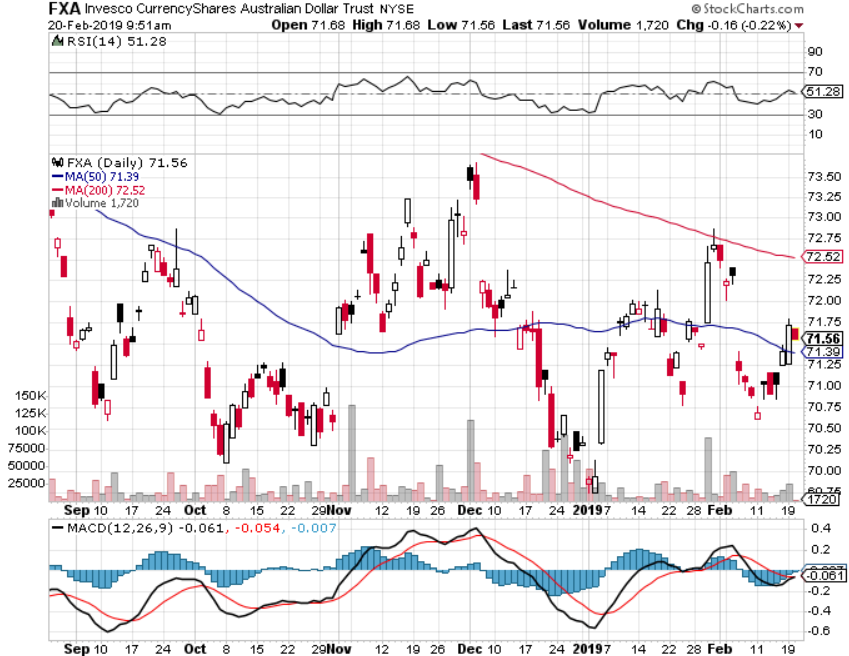 FXA Invesco CurrencyShares Australian Dollar Trust NYSE
© StockCharts.com
20-Feb-2019 9:51am
Open 71.68 High 71.68 Low 71.56 Last 71.56 Volume 1,720 Chg -0.16 (-0.22%)
RSI(14) 51.28
90
70
51.28
30
10
FXA (Daily) 71.56
MA(50) 71.39
MA(200) 72.52
Volume 1,720
73.50
73.25
73.00
72.75
72.52
72.25
72.00
71.75
71.56
71.39
71.25
71.00
70.75
70.50
70.25
70.00
1720
150K
125K
100K
75000
50000
25000
Sep 10 17 24 Oct 8 15 22 29 Nov 12 19 26 Dec 10 17 24 2019 7 14 22 28 Feb 11 19
MACD(12,26,9) -0.061, -0.054, -0.007
0.4
0.2
-0.061
-0.2
-0.4
-0.6
Sep 10 17 24 Oct 8 15 22 29 Nov 12 19 26 Dec 10 17 24 2019 7 14 22 28 Feb 11 19